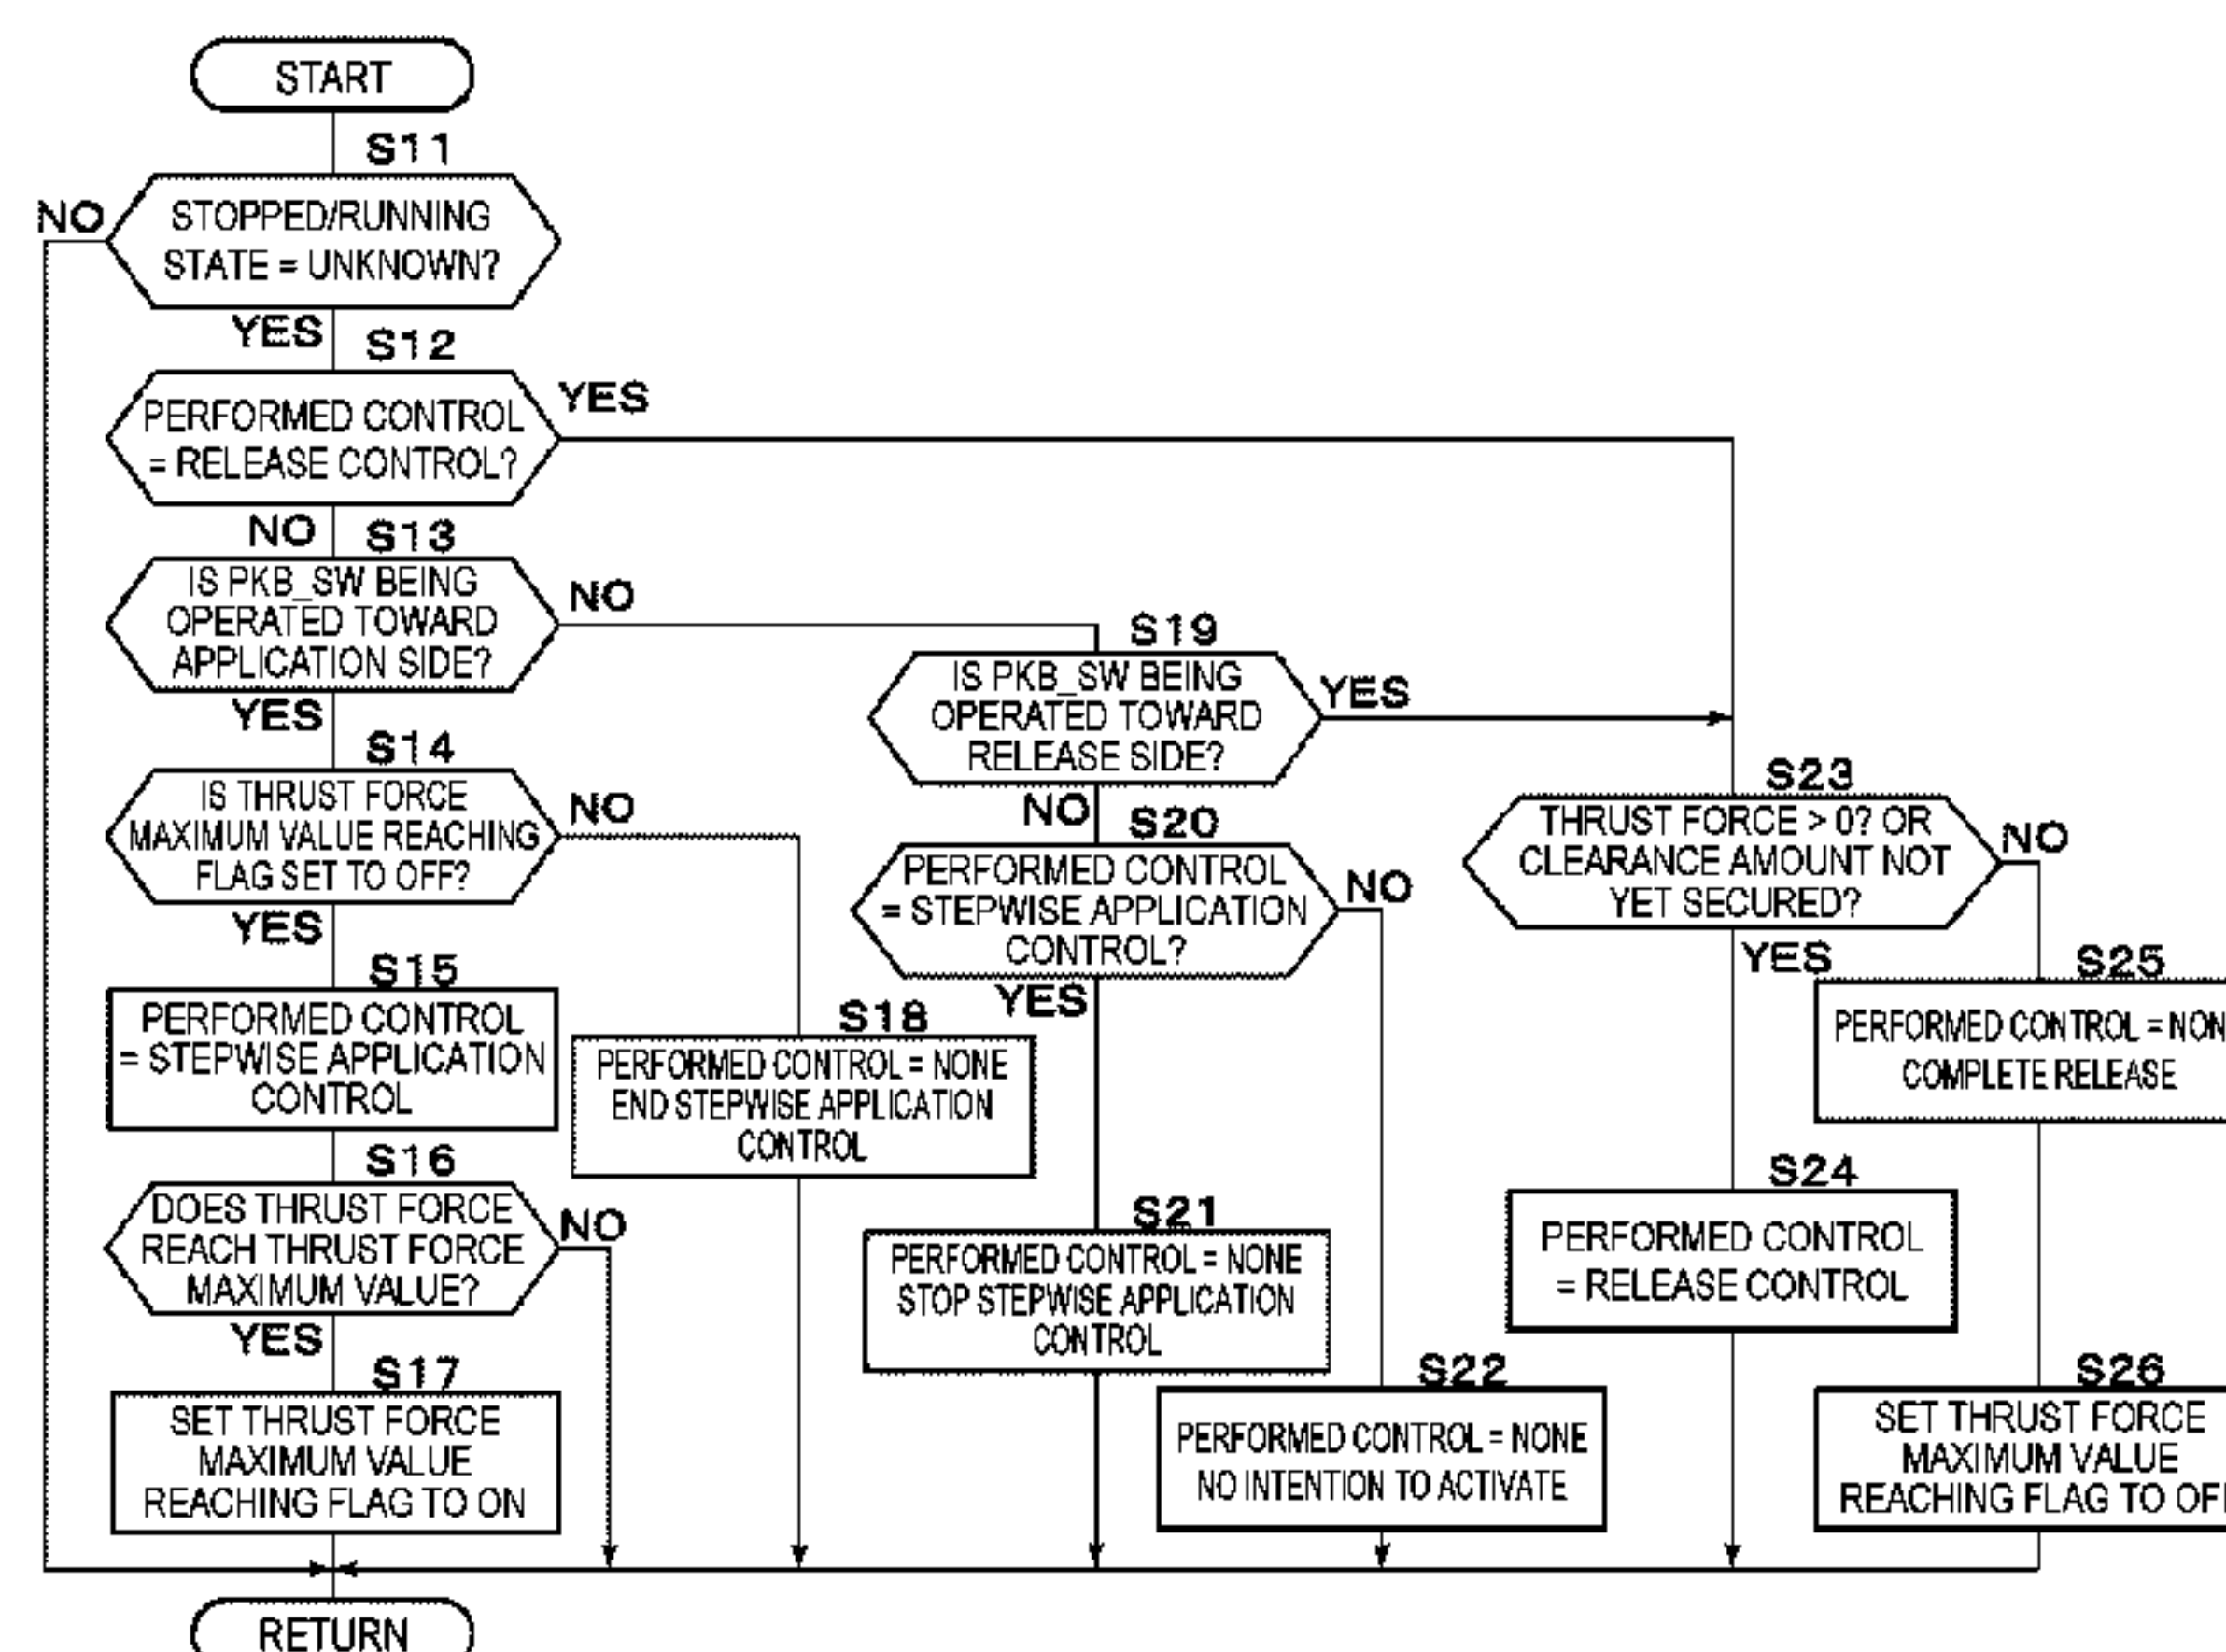 START
S11
NO
STOPPED/RUNNING
STATE = UNKNOWN?
YES
S12
PERFORMED CONTROL
= RELEASE CONTROL?
YES
NO
S13
IS PKB_SW BEING
OPERATED TOWARD
APPLICATION SIDE?
NO
YES
S14
IS THRUST FORCE
MAXIMUM VALUE REACHING
FLAG SET TO OFF?
NO
YES
S15
PERFORMED CONTROL
= STEPWISE APPLICATION
CONTROL
S16
DOES THRUST FORCE
REACH THRUST FORCE
MAXIMUM VALUE?
NO
YES
S17
SET THRUST FORCE
MAXIMUM VALUE
REACHING FLAG TO ON
S18
PERFORMED CONTROL = NONE
END STEPWISE APPLICATION
CONTROL
S19
IS PKB_SW BEING
OPERATED TOWARD
RELEASE SIDE?
YES
NO
S20
PERFORMED CONTROL
= STEPWISE APPLICATION
CONTROL?
NO
YES
S21
PERFORMED CONTROL = NONE
STOP STEPWISE APPLICATION
CONTROL
S22
PERFORMED CONTROL = NONE
NO INTENTION TO ACTIVATE
S23
THRUST FORCE > 0? OR
CLEARANCE AMOUNT NOT
YET SECURED?
NO
YES
S24
PERFORMED CONTROL
= RELEASE CONTROL
S25
PERFORMED CONTROL = NON
COMPLETE RELEASE
S26
SET THRUST FORCE
MAXIMUM VALUE
REACHING FLAG TO OF
RETURN